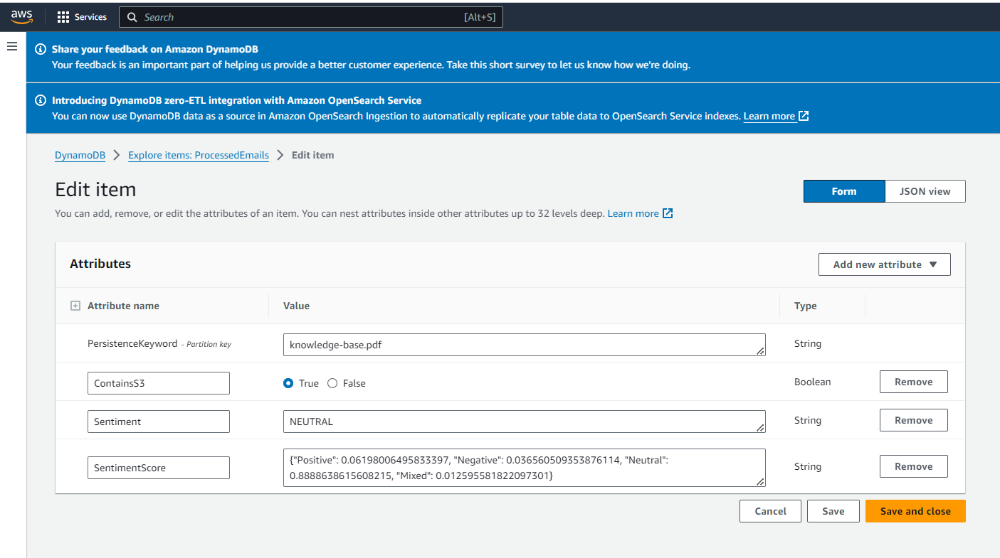 aws Services Search [Alt+S]
Share your feedback on Amazon DynamoDB
Your feedback is an important part of helping us provide a better customer experience. Take this short survey to let us know how we're doing.
Introducing DynamoDB zero-ETL integration with Amazon OpenSearch Service
You can now use DynamoDB data as a source in Amazon OpenSearch Ingestion to automatically replicate your table data to OpenSearch Service indexes. Learn more
DynamoDB Explore items: ProcessedEmails Edit item
Edit item
Form JSON view
You can add, remove, or edit the attributes of an item. You can nest attributes inside other attributes up to 32 levels deep. Learn more
Attributes
Add new attribute
Attribute name Value Type
PersistenceKeyword - Partition key knowledge-base.pdf String
ContainsS3 True False Boolean Remove
Sentiment NEUTRAL String Remove
SentimentScore {"Positive": 0.06198006495833397, "Negative": 0.036560509353876114, "Neutral":
0.8888638615608215, "Mixed": 0.012595581822097301} String Remove
Cancel Save Save and close